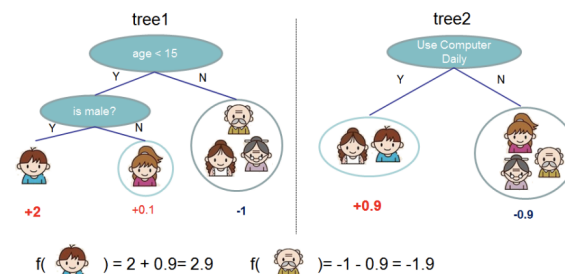 tree1
tree2
age < 15
Use Computer
Daily
Y
N
Y
N
is male?
Y
N
+2
+0.1
-1
+0.9
-0.9
f( ) = 2 + 0.9= 2.9
f( )= -1 - 0.9 = -1.9